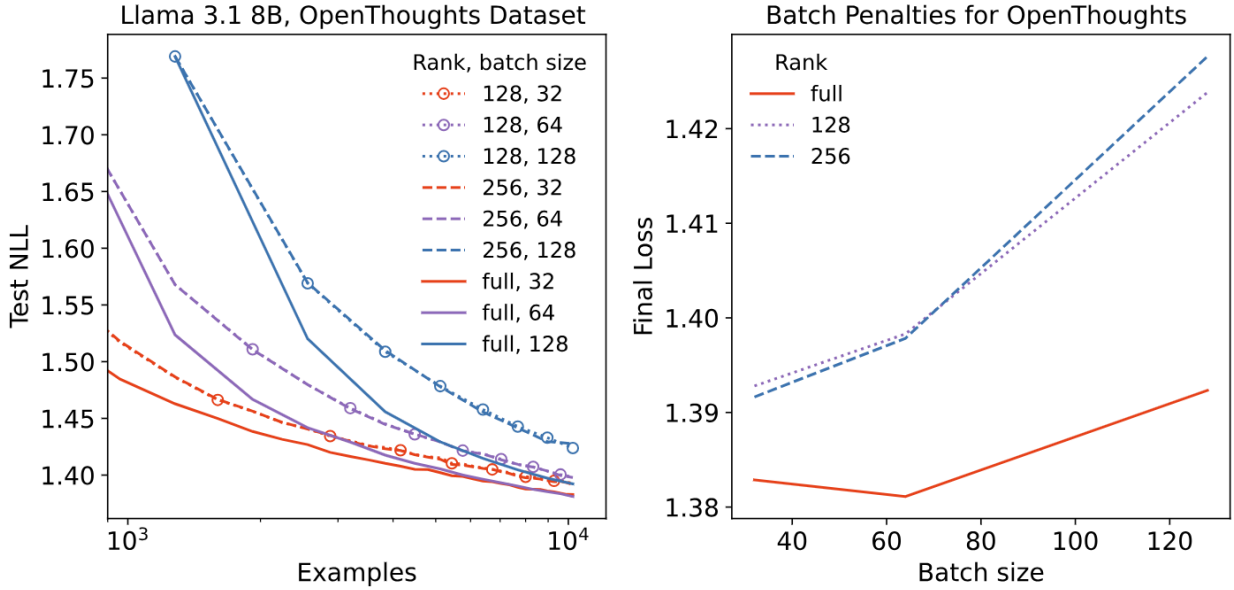 Llama 3.1 8B, OpenThoughts Dataset
Rank, batch size
128, 32
128, 64
128, 128
256, 32
256, 64
256, 128
full, 32
full, 64
full, 128
Test NLL
1.75
1.70
1.65
1.60
1.55
1.50
1.45
1.40
10³
10⁴
Examples
Batch Penalties for OpenThoughts
Rank
full
128
256
Final Loss
1.42
1.41
1.40
1.39
1.38
40
60
80
100
120
Batch size